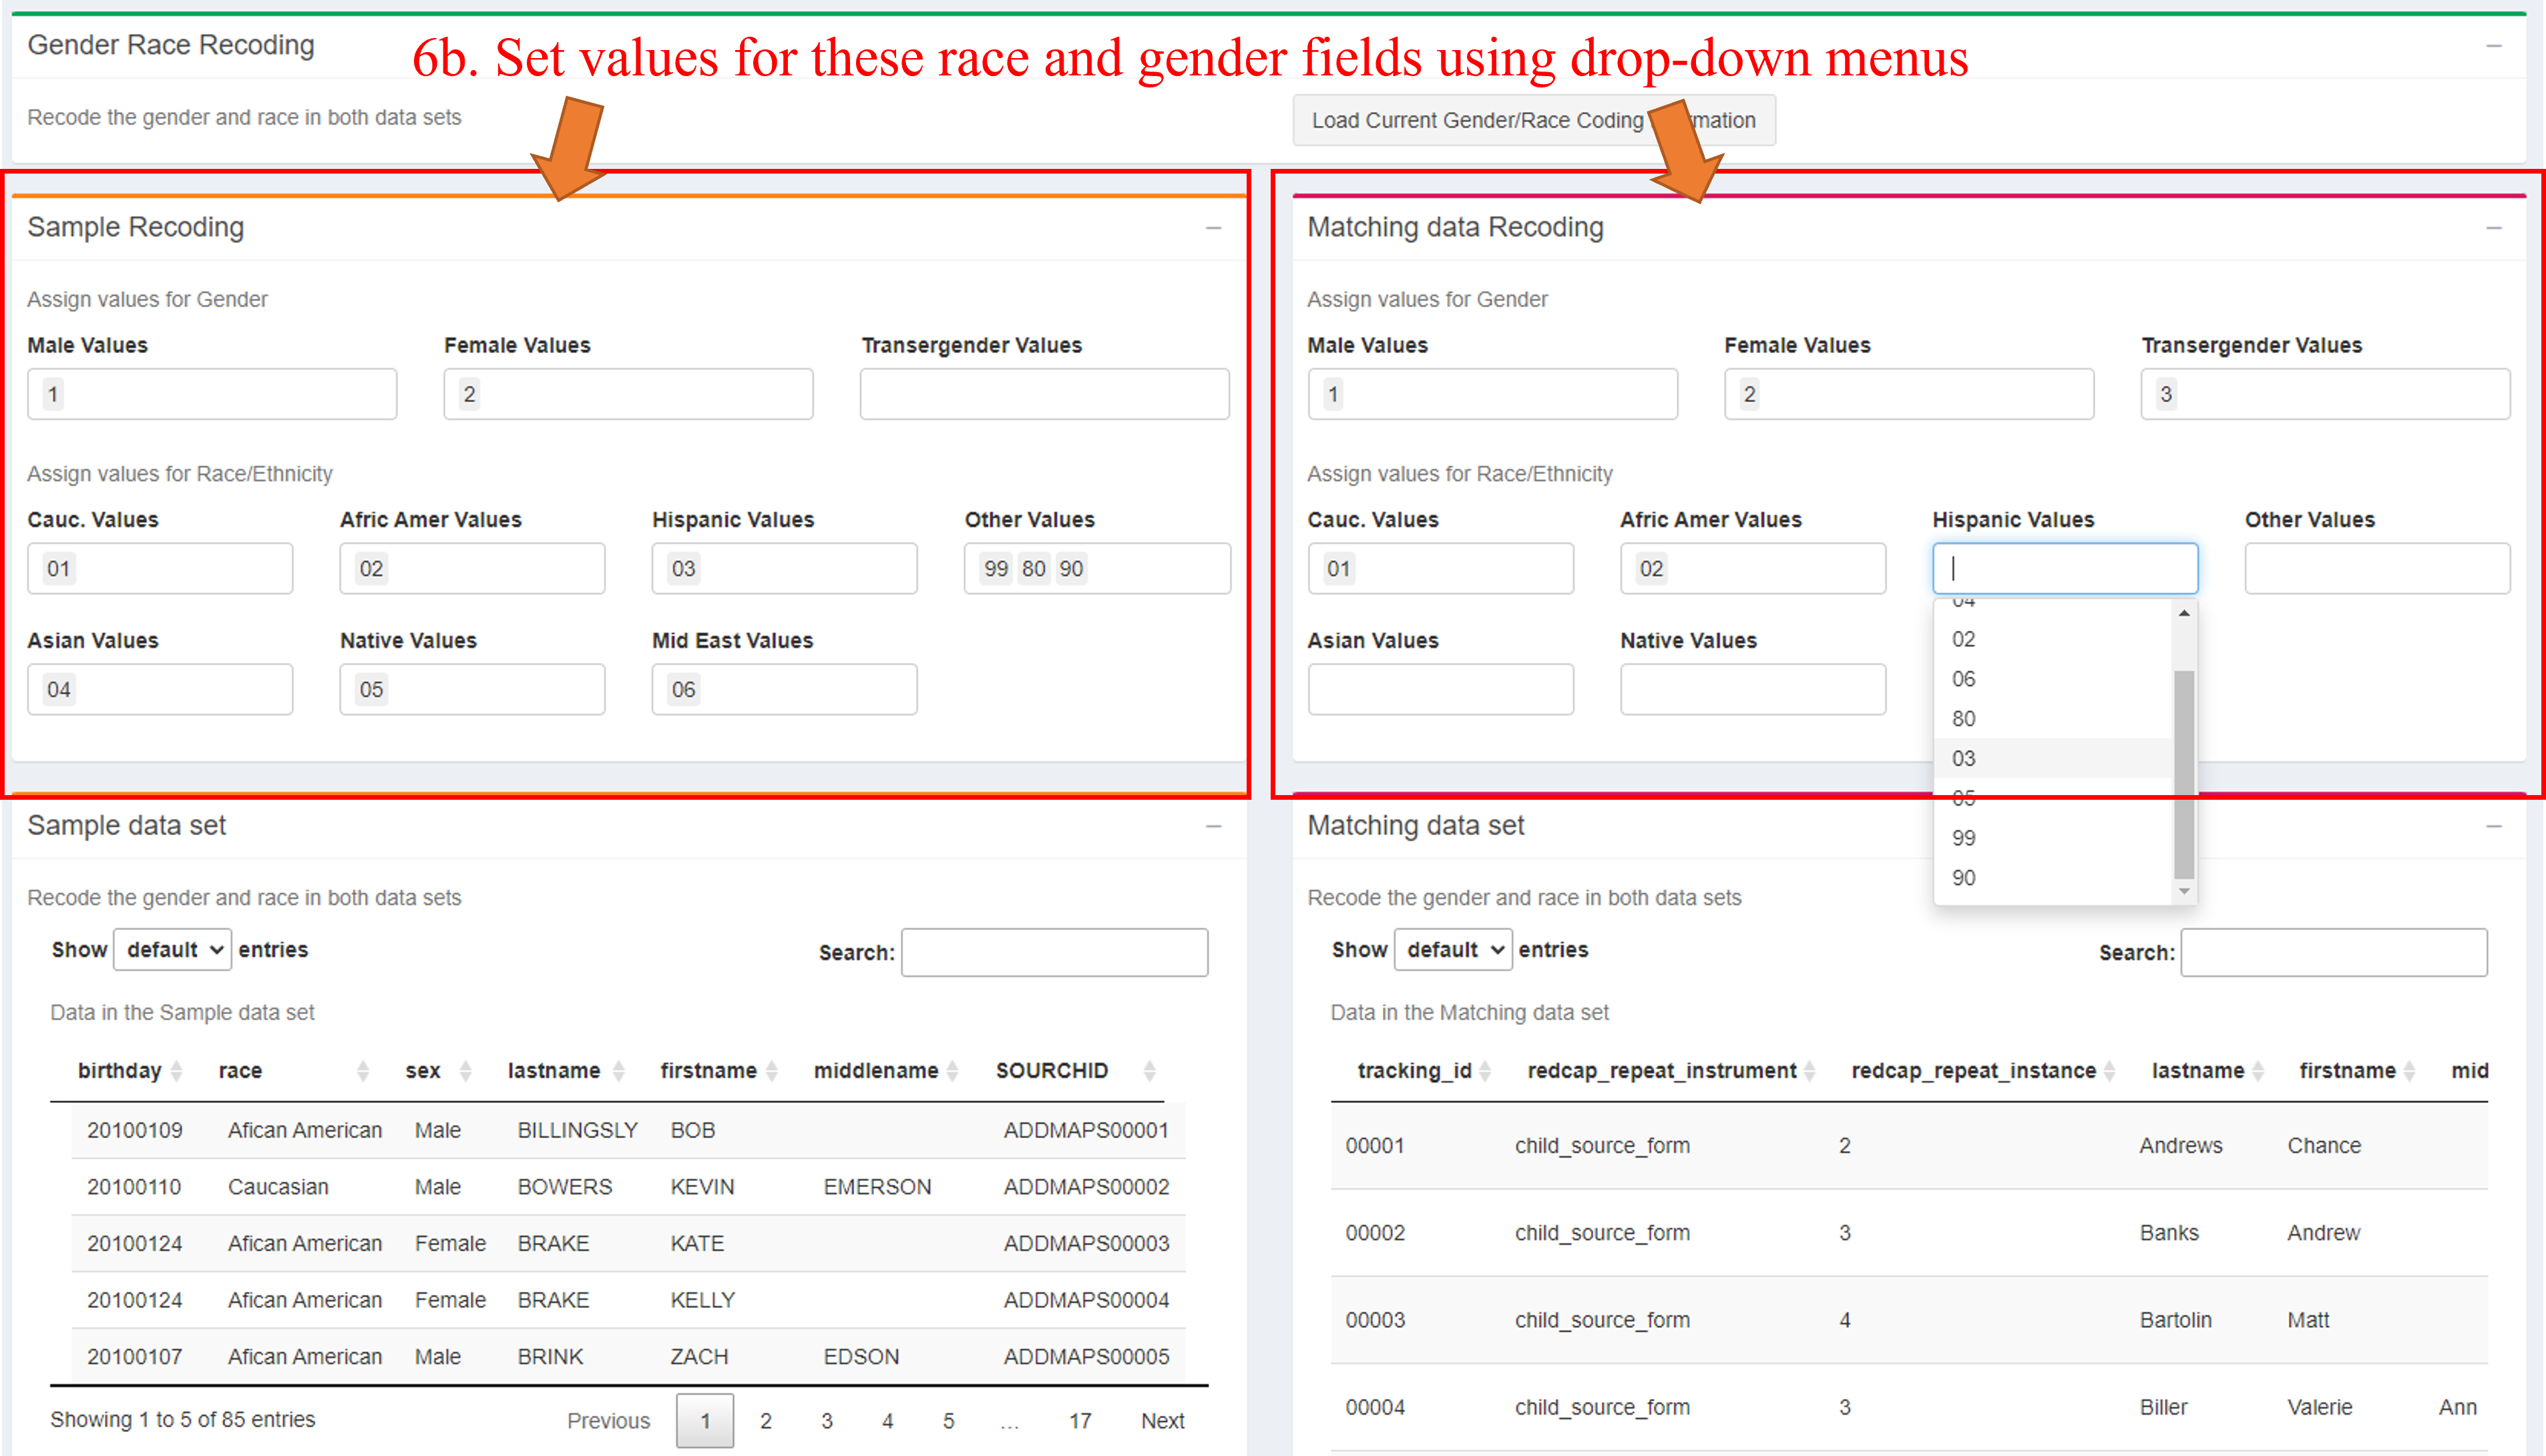 Gender Race Recoding
6b. Set values for these race and gender fields using drop-down menus
Recode the gender and race in both data sets
Load Current Gender/Race Coding rmation
Sample Recoding
Assign values for Gender
Male Values Female Values Transergender Values
1 2
Assign values for Race/Ethnicity
Cauc. Values Afric Amer Values Hispanic Values Other Values
01 02 03 99 80 90
Asian Values Native Values Mid East Values
04 05 06
Matching data Recoding
Assign values for Gender
Male Values Female Values Transergender Values
1 2 3
Assign values for Race/Ethnicity
Cauc. Values Afric Amer Values Hispanic Values Other Values
01 02
Asian Values Native Values
04
02
06
80
03
05
99
90
Sample data set
Recode the gender and race in both data sets
Show default entries Search:
Data in the Sample data set
birthday race sex lastname firstname middlename SOURCHID
20100109 Afican American Male BILLINGSLY BOB ADDMAPS00001
20100110 Caucasian Male BOWERS KEVIN EMERSON ADDMAPS00002
20100124 Afican American Female BRAKE KATE ADDMAPS00003
20100124 Afican American Female BRAKE KELLY ADDMAPS00004
20100107 Afican American Male BRINK ZACH EDSON ADDMAPS00005
Showing 1 to 5 of 85 entries Previous 1 2 3 4 5 ... 17 Next
Matching data set
Recode the gender and race in both data sets
Show default entries Search:
Data in the Matching data set
tracking_id redcap_repeat_instrument redcap_repeat_instance lastname firstname mid
00001 child_source_form 2 Andrews Chance
00002 child_source_form 3 Banks Andrew
00003 child_source_form 4 Bartolin Matt
00004 child_source_form 3 Biller Valerie Ann